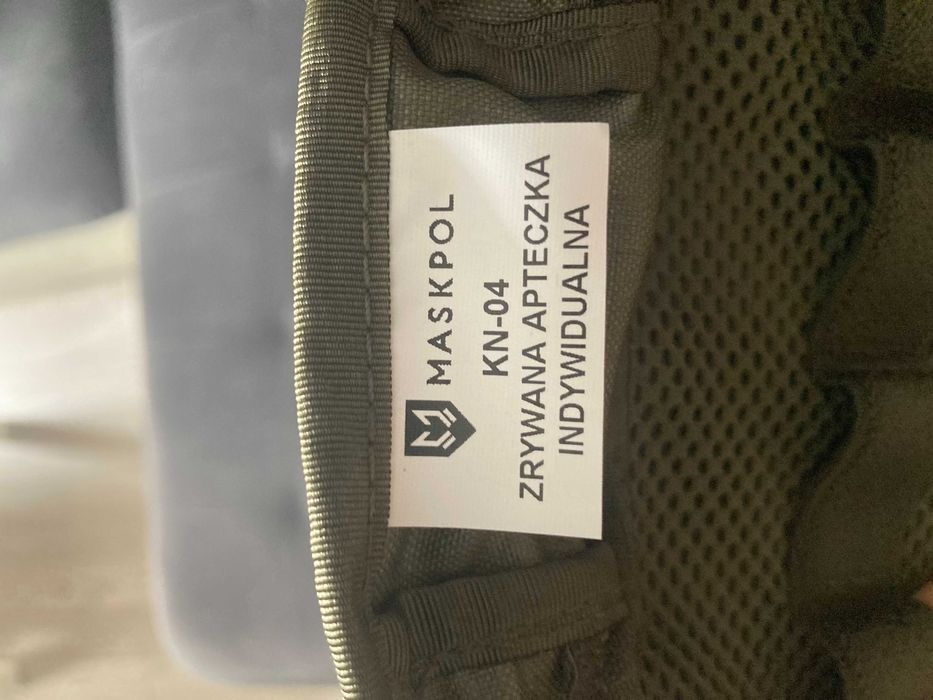 MASKPOL
KN-04
ZRYWANA APTECZKA
INDYWIDUALNA